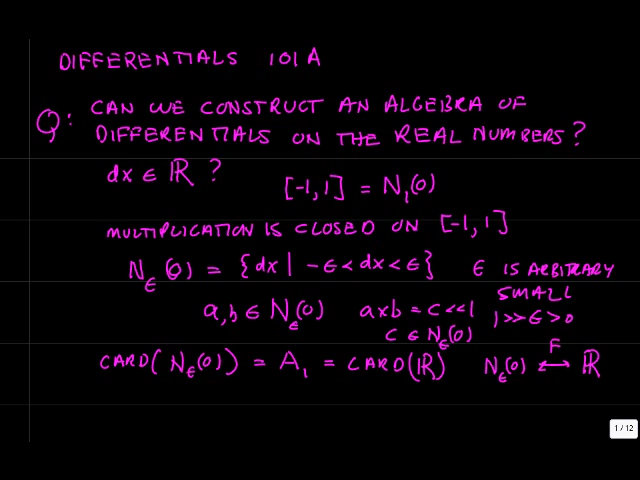 DIFFERENTIALS 101A
Q: CAN WE CONSTRUCT AN ALGEBRA OF
DIFFERENTIALS ON THE REAL NUMBERS?
dx ∈ ℝ ? [-1, 1] = N₁(0)
MULTIPLICATION IS CLOSED ON [-1, 1]
N_ϵ(0) = {dx | -ϵ < dx < ϵ} ϵ IS ARBITRARY
SMALL
a, b ∈ N_ϵ(0) a×b = c <<1 1 >> ϵ > 0
c ∈ N_ϵ(0)
CARD(N_ϵ(0)) = A₁ = CARD(ℝ) N_ϵ(0) F ⟷ ℝ
1 / 12